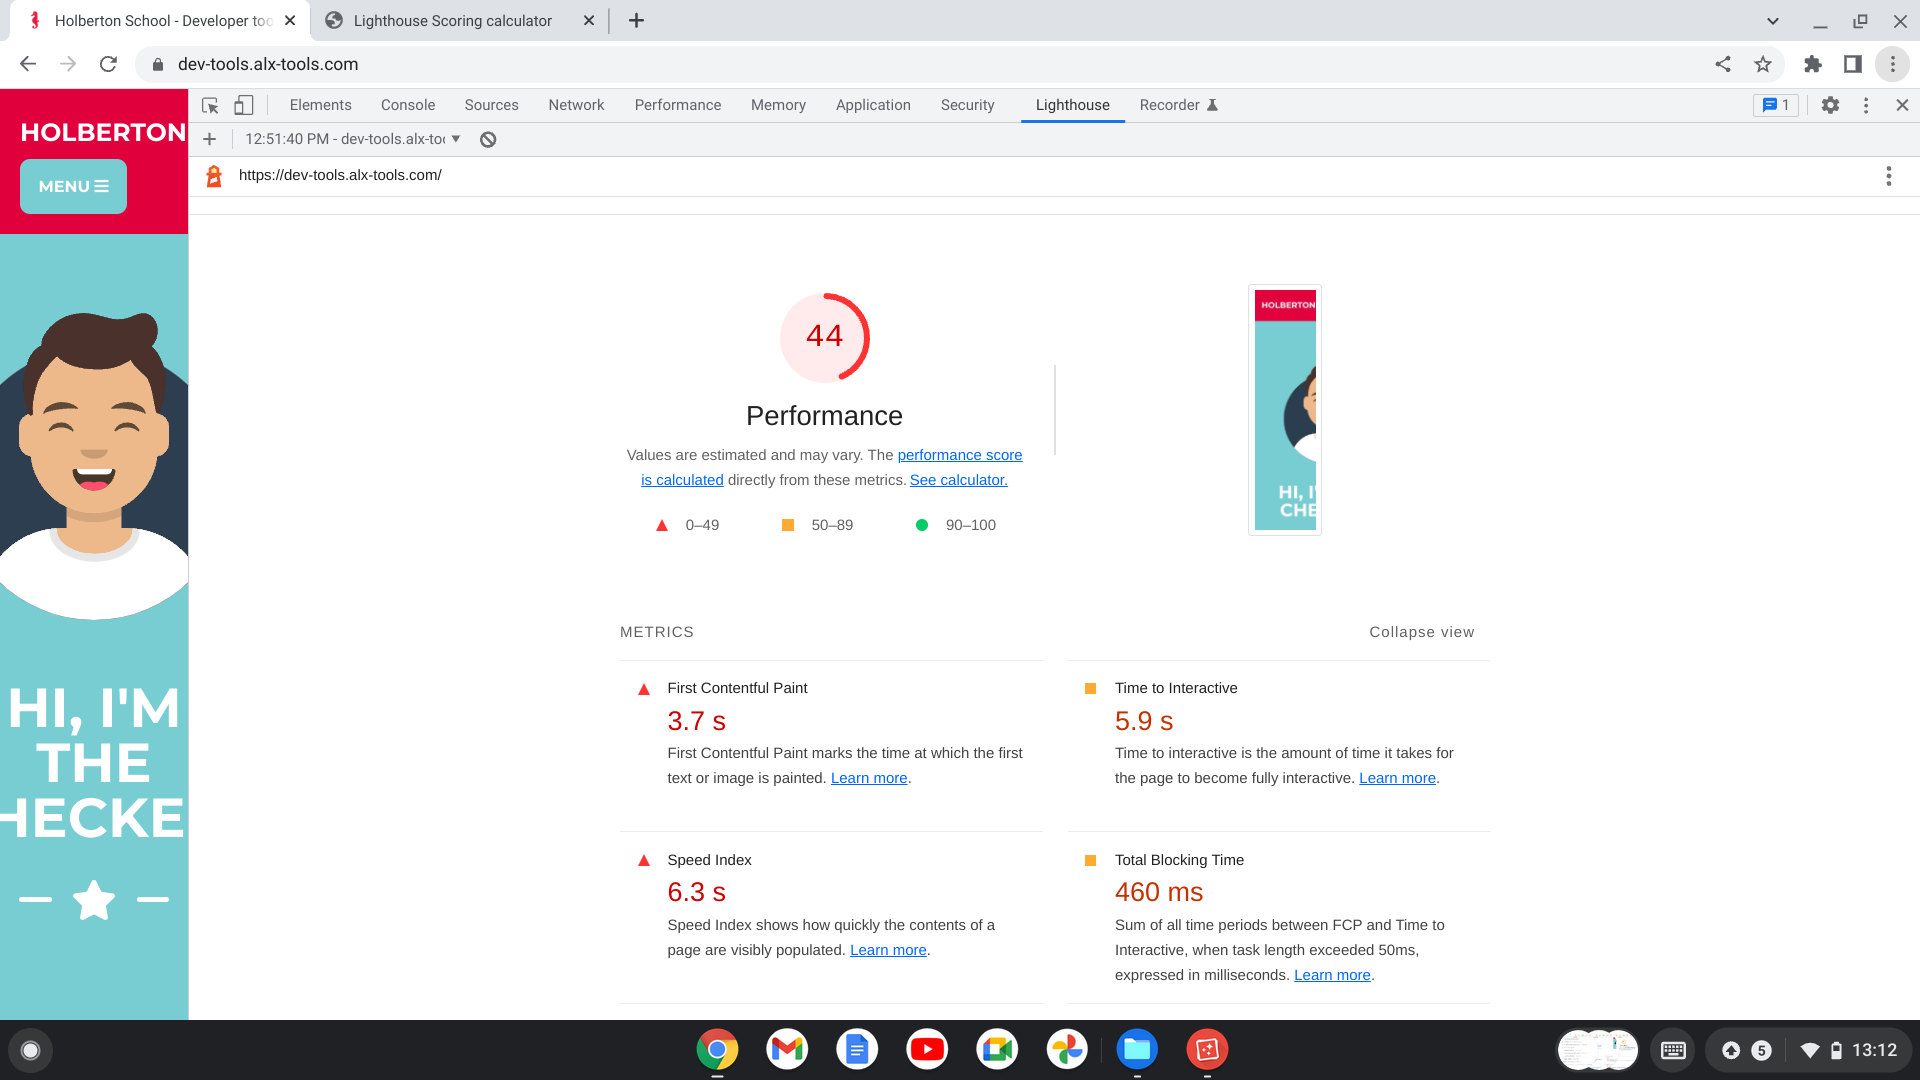 Holberton School - Developer too
Lighthouse Scoring calculator
dev-tools.alx-tools.com
Elements Console Sources Network Performance Memory Application Security Lighthouse Recorder 1
12:51:40 PM - dev-tools.alx-to
https://dev-tools.alx-tools.com/
HOLBERTON
MENU
HI, I'M
THE
HECKE
44
Performance
Values are estimated and may vary. The performance score
is calculated directly from these metrics. See calculator.
0–49 50–89 90–100
HOLBERTON
HI, I'
CHE
METRICS
Collapse view
First Contentful Paint
3.7 s
First Contentful Paint marks the time at which the first
text or image is painted. Learn more.
Time to Interactive
5.9 s
Time to interactive is the amount of time it takes for
the page to become fully interactive. Learn more.
Speed Index
6.3 s
Speed Index shows how quickly the contents of a
page are visibly populated. Learn more.
Total Blocking Time
460 ms
Sum of all time periods between FCP and Time to
Interactive, when task length exceeded 50ms,
expressed in milliseconds. Learn more.
5
13:12